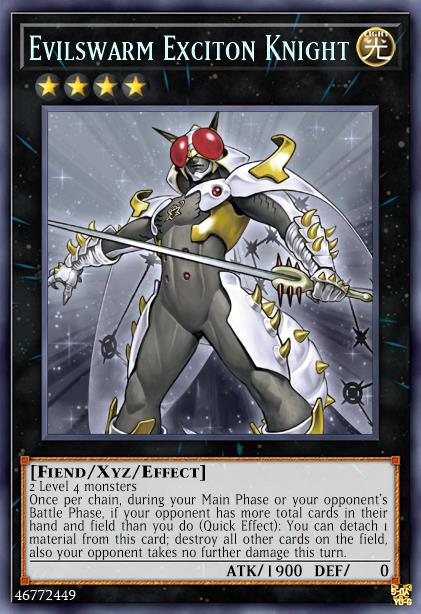 EVILSWARM EXCITON KNIGHT
LIGHT
光
[FIEND/XYZ/EFFECT]
2 Level 4 monsters
Once per chain, during your Main Phase or your opponent's
Battle Phase, if your opponent has more total cards in their
hand and field than you do (Quick Effect): You can detach 1
material from this card; destroy all other cards on the field,
also your opponent takes no further damage this turn.
ATK/1900 DEF/ 0
46772449